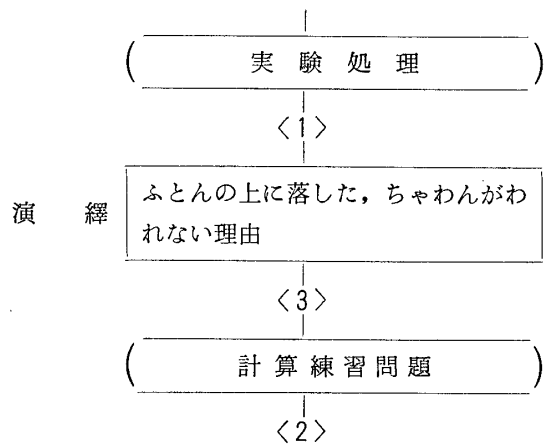 実験処理
〈1〉
演繹
ふとんの上に落した，ちゃわんがわ
れない理由
〈3〉
計算練習問題
〈2〉